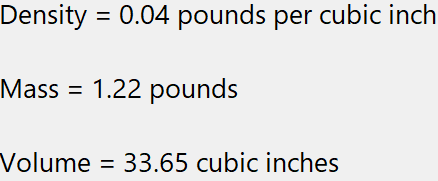 Density = 0.04 pounds per cubic inch
Mass = 1.22 pounds
Volume = 33.65 cubic inches